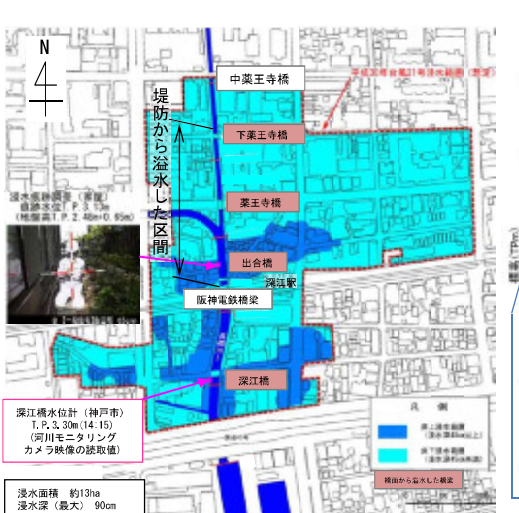 N
中薬王寺橋
平成30年台風21号浸水範囲（想定）
堤防から溢水した区間
下薬王寺橋
薬王寺橋
出合橋
深江駅
阪神電鉄橋梁
深江橋
深江橋水位計（神戸市）
T.P.3.30m(14:15)
(河川モニタリング
カメラ映像の読取値)
凡 例
橋面から溢水した橋梁
浸水面積 約13ha
浸水深（最大） 90cm